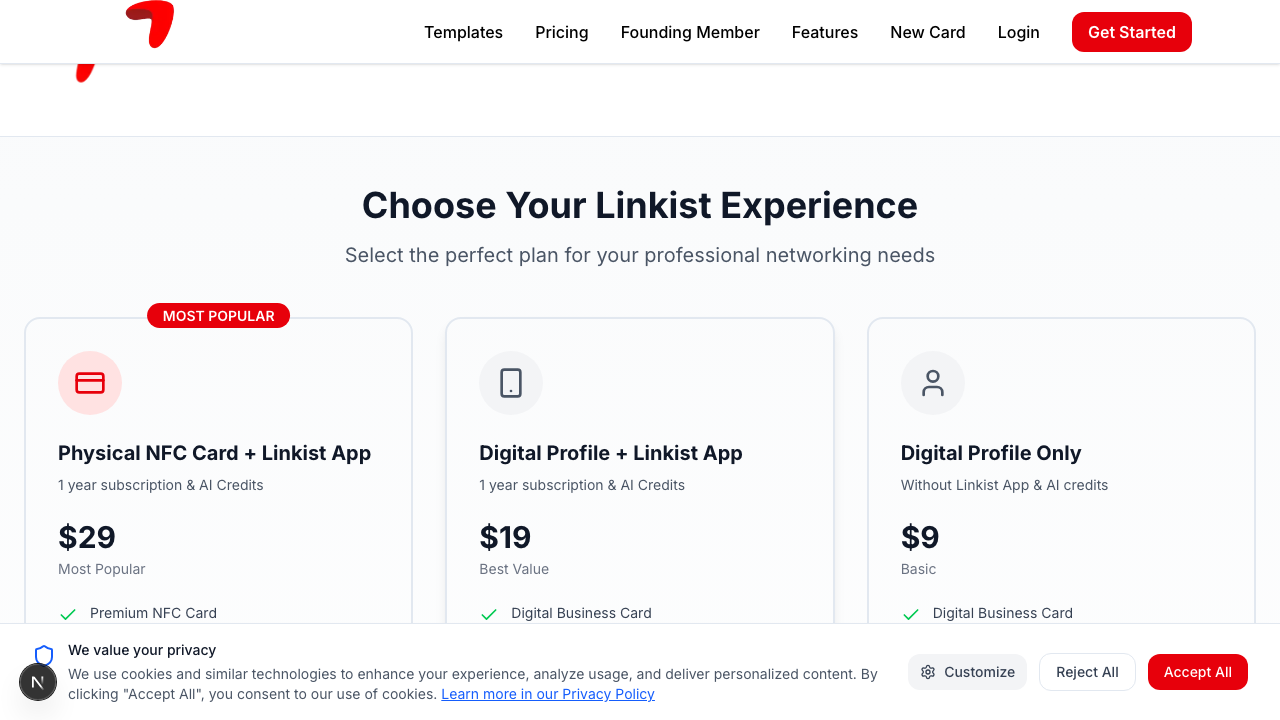 Templates Pricing Founding Member Features New Card Login Get Started
Choose Your Linkist Experience
Select the perfect plan for your professional networking needs
MOST POPULAR
Physical NFC Card + Linkist App
1 year subscription & AI Credits
$29
Most Popular
Premium NFC Card
Digital Profile + Linkist App
1 year subscription & AI Credits
$19
Best Value
Digital Business Card
Digital Profile Only
Without Linkist App & AI credits
$9
Basic
Digital Business Card
We value your privacy
We use cookies and similar technologies to enhance your experience, analyze usage, and deliver personalized content. By
clicking "Accept All", you consent to our use of cookies. Learn more in our Privacy Policy
Customize
Reject All
Accept All
N